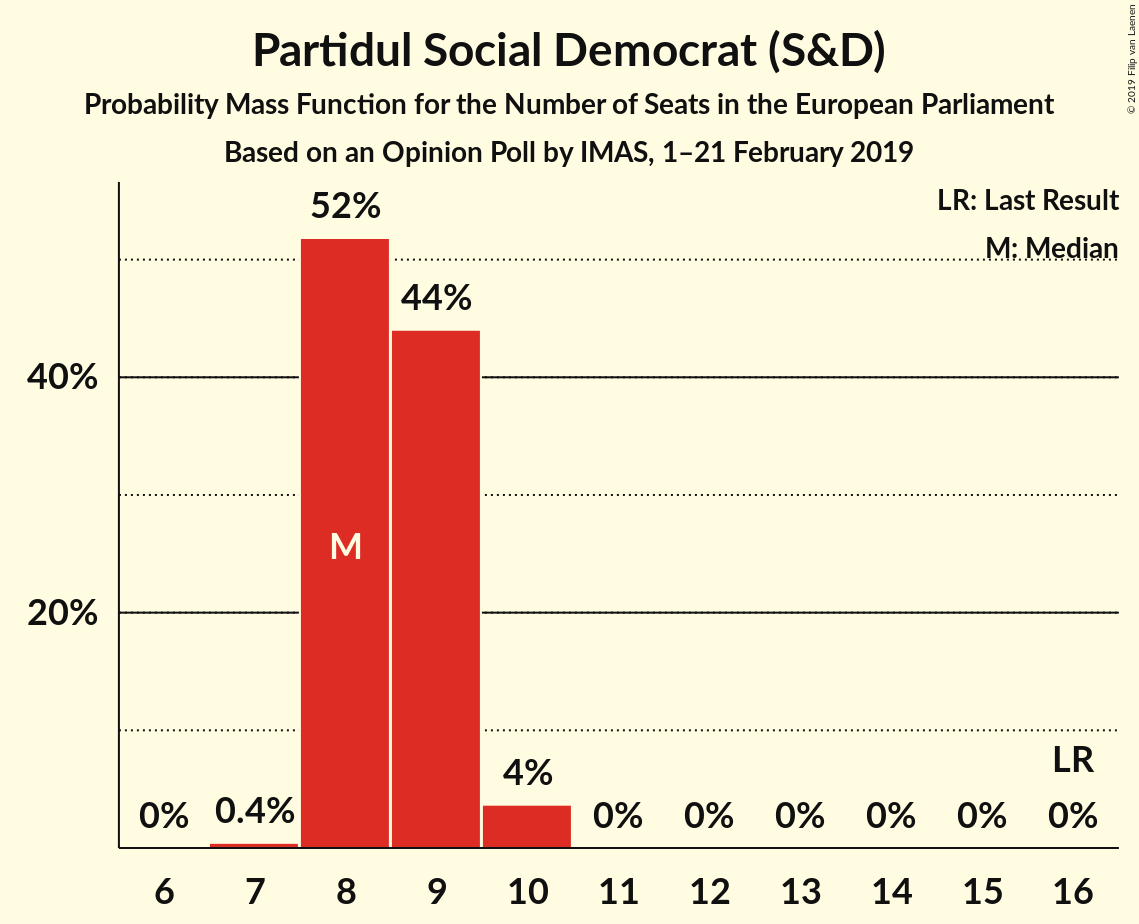 Partidul Social Democrat (S&D)
Probability Mass Function for the Number of Seats in the European Parliament
Based on an Opinion Poll by IMAS, 1–21 February 2019
© 2019 Filip van Laenen
LR: Last Result
M: Median
52%
44%
40%
M
20%
LR
4%
0% 0.4% 0% 0% 0% 0% 0% 0%
6 7 8 9 10 11 12 13 14 15 16